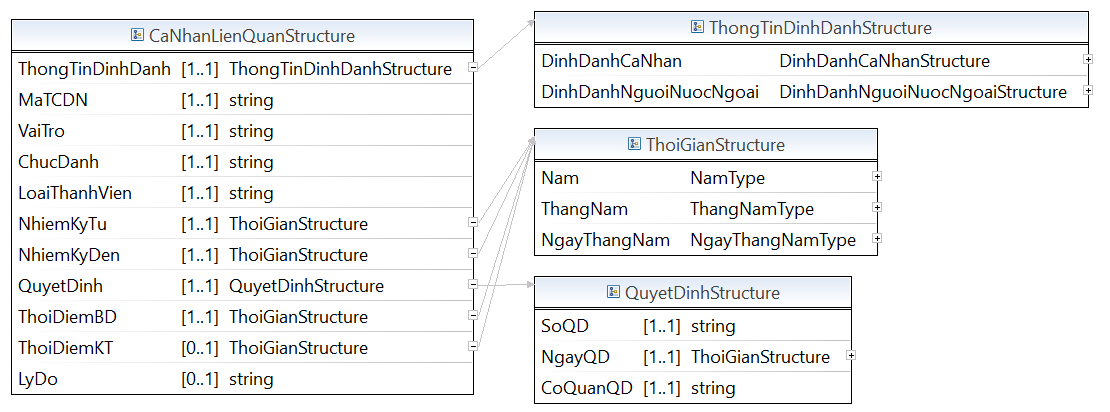 CaNhanLienQuanStructure
ThongTinDinhDanh [1..1] ThongTinDinhDanhStructure
MaTCDN [1..1] string
VaiTro [1..1] string
ChucDanh [1..1] string
LoaiThanhVien [1..1] string
NhiemKyTu [1..1] ThoiGianStructure
NhiemKyDen [1..1] ThoiGianStructure
QuyetDinh [1..1] QuyetDinhStructure
ThoiDiemBD [1..1] ThoiGianStructure
ThoiDiemKT [0..1] ThoiGianStructure
LyDo [0..1] string
ThongTinDinhDanhStructure
DinhDanhCaNhan DinhDanhCaNhanStructure
DinhDanhNguoiNuocNgoai DinhDanhNguoiNuocNgoaiStructure
ThoiGianStructure
Nam NamType
ThangNam ThangNamType
NgayThangNam NgayThangNamType
QuyetDinhStructure
SoQD [1..1] string
NgayQD [1..1] ThoiGianStructure
CoQuanQD [1..1] string